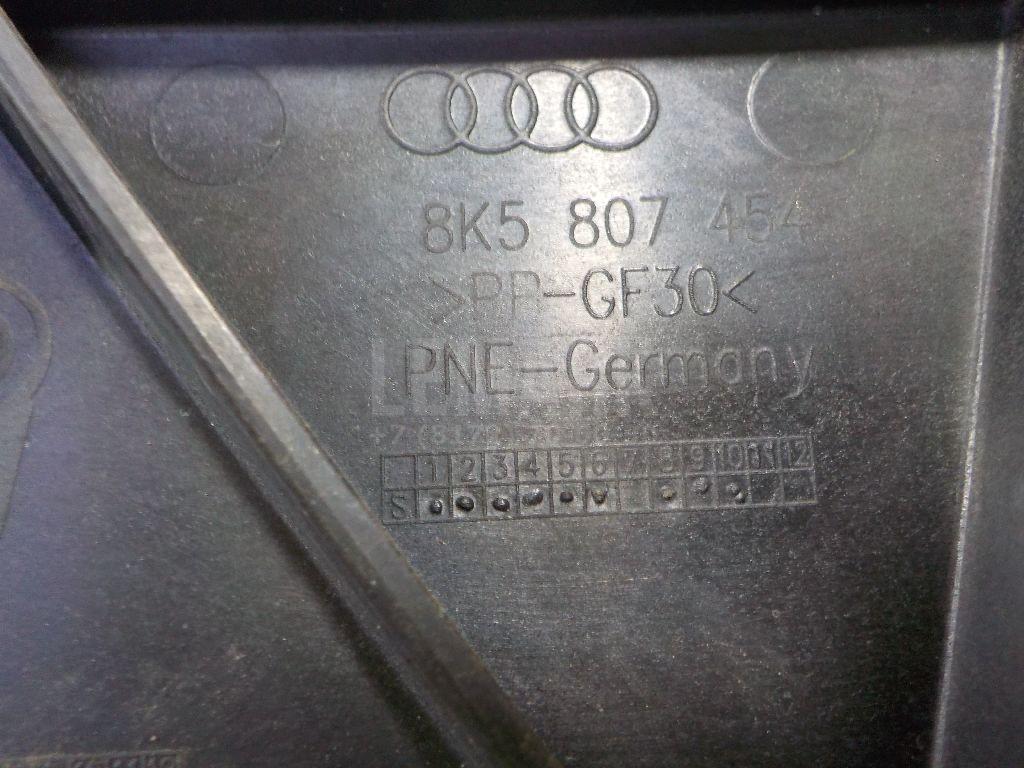 8K5 807 454
>PP-GF30<
PNE-Germany
1 2 3 4 5 6 7 8 9 10 11 12
S